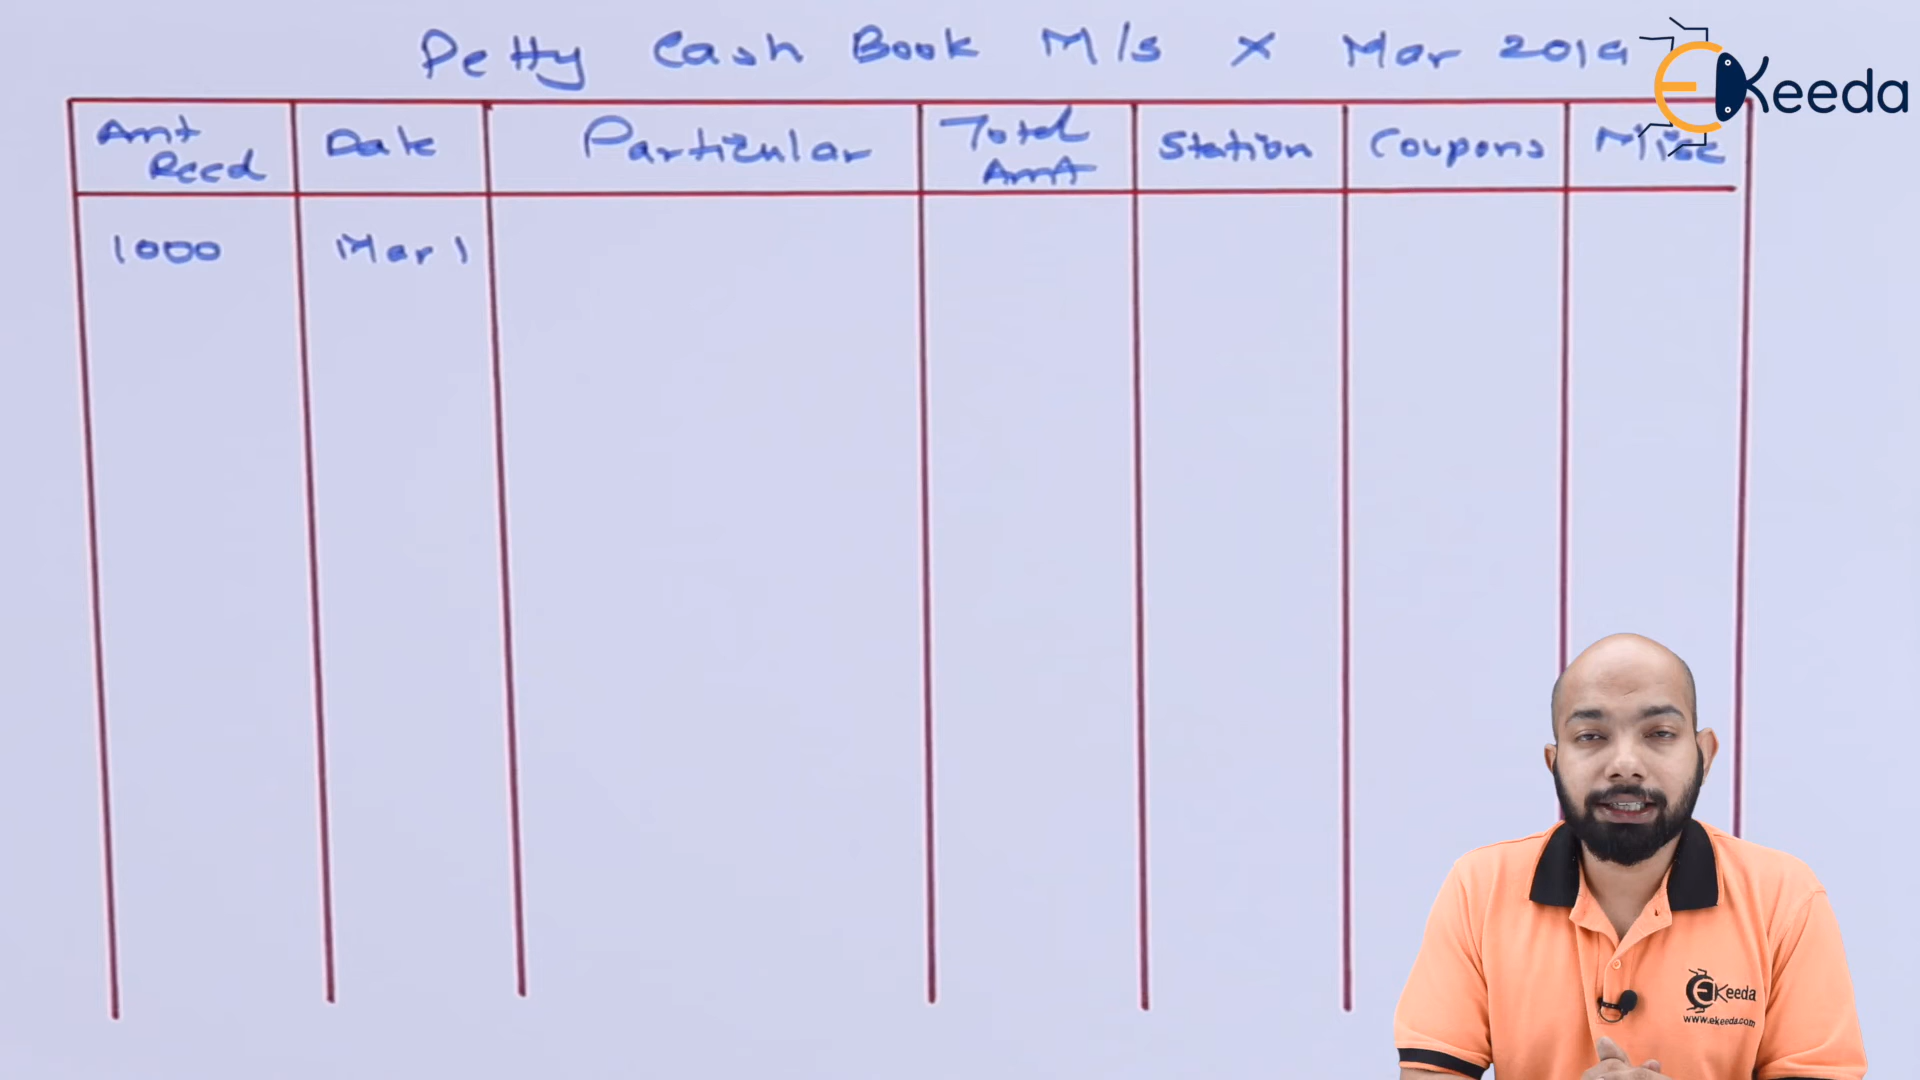 Petty Cash Book M/s X Mar 2019
EKeeda
Amt Recd Date Particular Total Amt Station Coupons Misc
1000 Mar 1
EKeeda
www.ekeeda.com